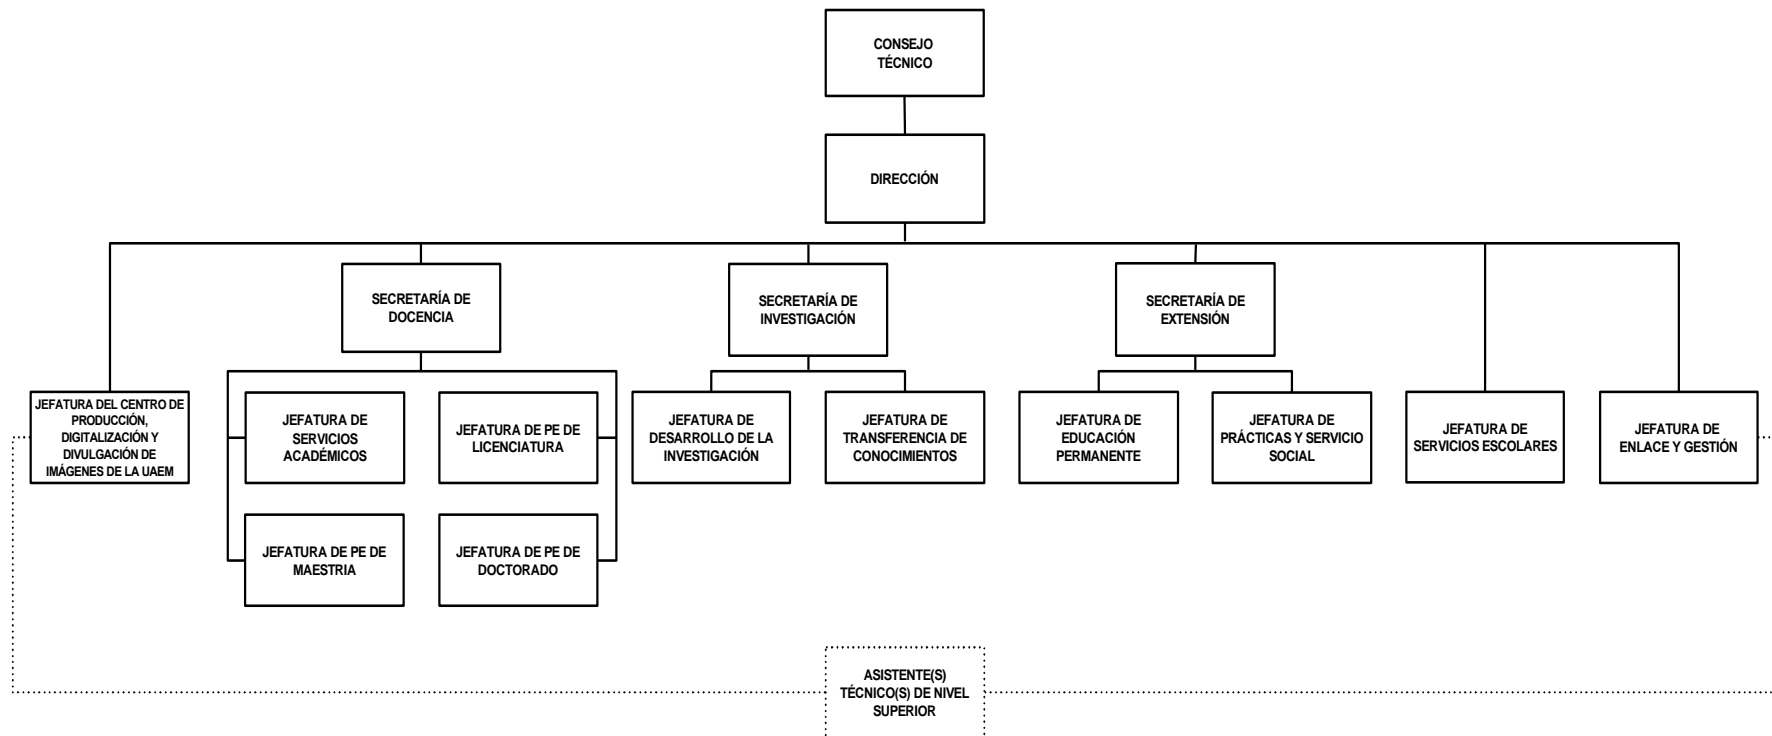 CONSEJO
TÉCNICO
DIRECCIÓN
SECRETARÍA DE
DOCENCIA
SECRETARÍA DE
INVESTIGACIÓN
SECRETARÍA DE
EXTENSIÓN
JEFATURA DEL CENTRO DE
PRODUCCIÓN,
DIGITALIZACIÓN Y
DIVULGACIÓN DE
IMÁGENES DE LA UAEM
JEFATURA DE
SERVICIOS
ACADÉMICOS
JEFATURA DE PE DE
LICENCIATURA
JEFATURA DE
DESARROLLO DE LA
INVESTIGACIÓN
JEFATURA DE
TRANSFERENCIA DE
CONOCIMIENTOS
JEFATURA DE
EDUCACIÓN
PERMANENTE
JEFATURA DE
PRÁCTICAS Y SERVICIO
SOCIAL
JEFATURA DE
SERVICIOS ESCOLARES
JEFATURA DE
ENLACE Y GESTIÓN
JEFATURA DE PE DE
MAESTRIA
JEFATURA DE PE DE
DOCTORADO
ASISTENTE(S)
TÉCNICO(S) DE NIVEL
SUPERIOR